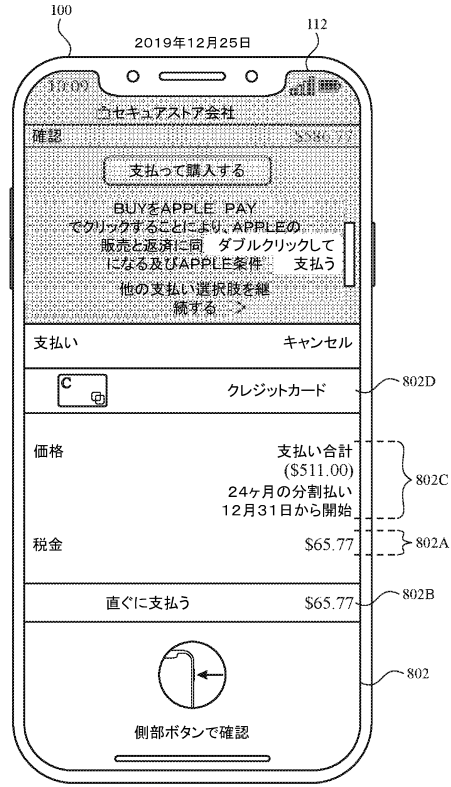 100
112
2019年12月25日
10:09
セキュアストア会社
確認 $586.77
支払って購入する
BUYをAPPLE PAY
でクリックすることにより、APPLEの
販売と返済に同 ダブルクリックして
になる及びAPPLE条件 支払う
他の支払い選択肢を継
続する >
支払い キャンセル
C クレジットカード 802D
価格 支払い合計
($511.00)
24ヶ月の分割払い 802C
12月31日から開始
税金 $65.77 802A
直ぐに支払う $65.77 802B
802
側部ボタンで確認